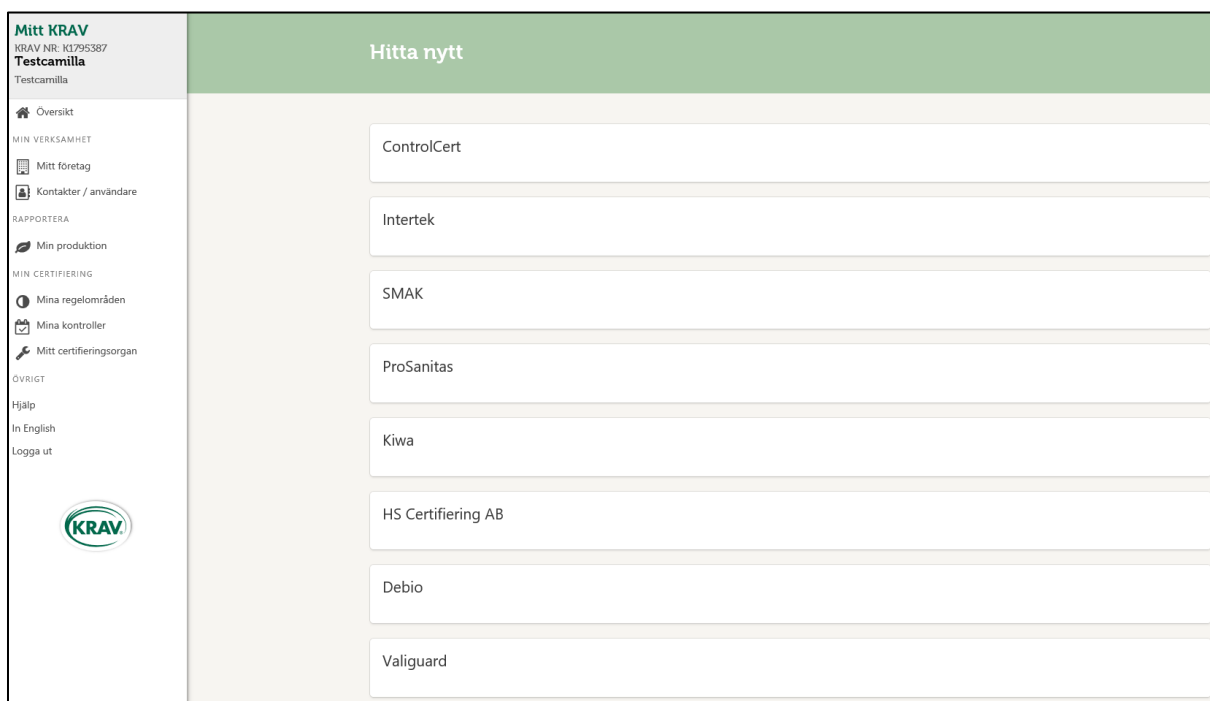 Mitt KRAV
KRAV NR: K1795387
Testcamilla
Testcamilla
Översikt
MIN VERKSAMHET
Mitt företag
Kontakter / användare
RAPPORTERA
Min produktion
MIN CERTIFIERING
Mina regelområden
Mina kontroller
Mitt certifieringsorgan
ÖVRIGT
Hjälp
In English
Logga ut
KRAV
Hitta nytt
ControlCert
Intertek
SMAK
ProSanitas
Kiwa
HS Certifiering AB
Debio
Valiguard